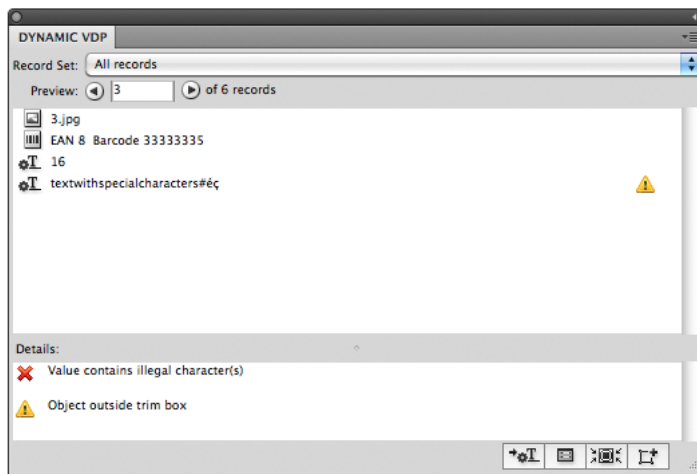 DYNAMIC VDP
Record Set: All records
Preview: 3 of 6 records
3.jpg
EAN 8 Barcode 33333335
16
textwithspecialcharacters#éç
Details:
Value contains illegal character(s)
Object outside trim box